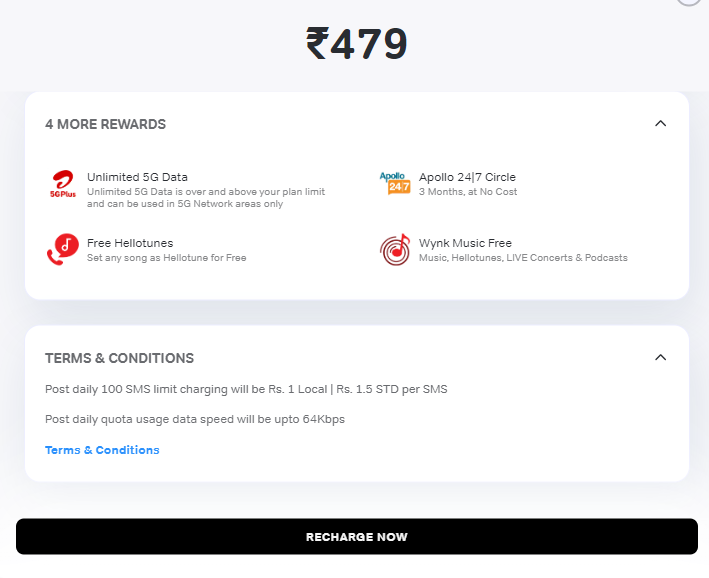 ₹479
4 MORE REWARDS
5G Plus
Unlimited 5G Data
Unlimited 5G Data is over and above your plan limit
and can be used in 5G Network areas only
Apollo
24|7
Apollo 24|7 Circle
3 Months, at No Cost
Free Hellotunes
Set any song as Hellotune for Free
Wynk Music Free
Music, Hellotunes, LIVE Concerts & Podcasts
TERMS & CONDITIONS
Post daily 100 SMS limit charging will be Rs. 1 Local | Rs. 1.5 STD per SMS
Post daily quota usage data speed will be upto 64Kbps
Terms & Conditions
RECHARGE NOW